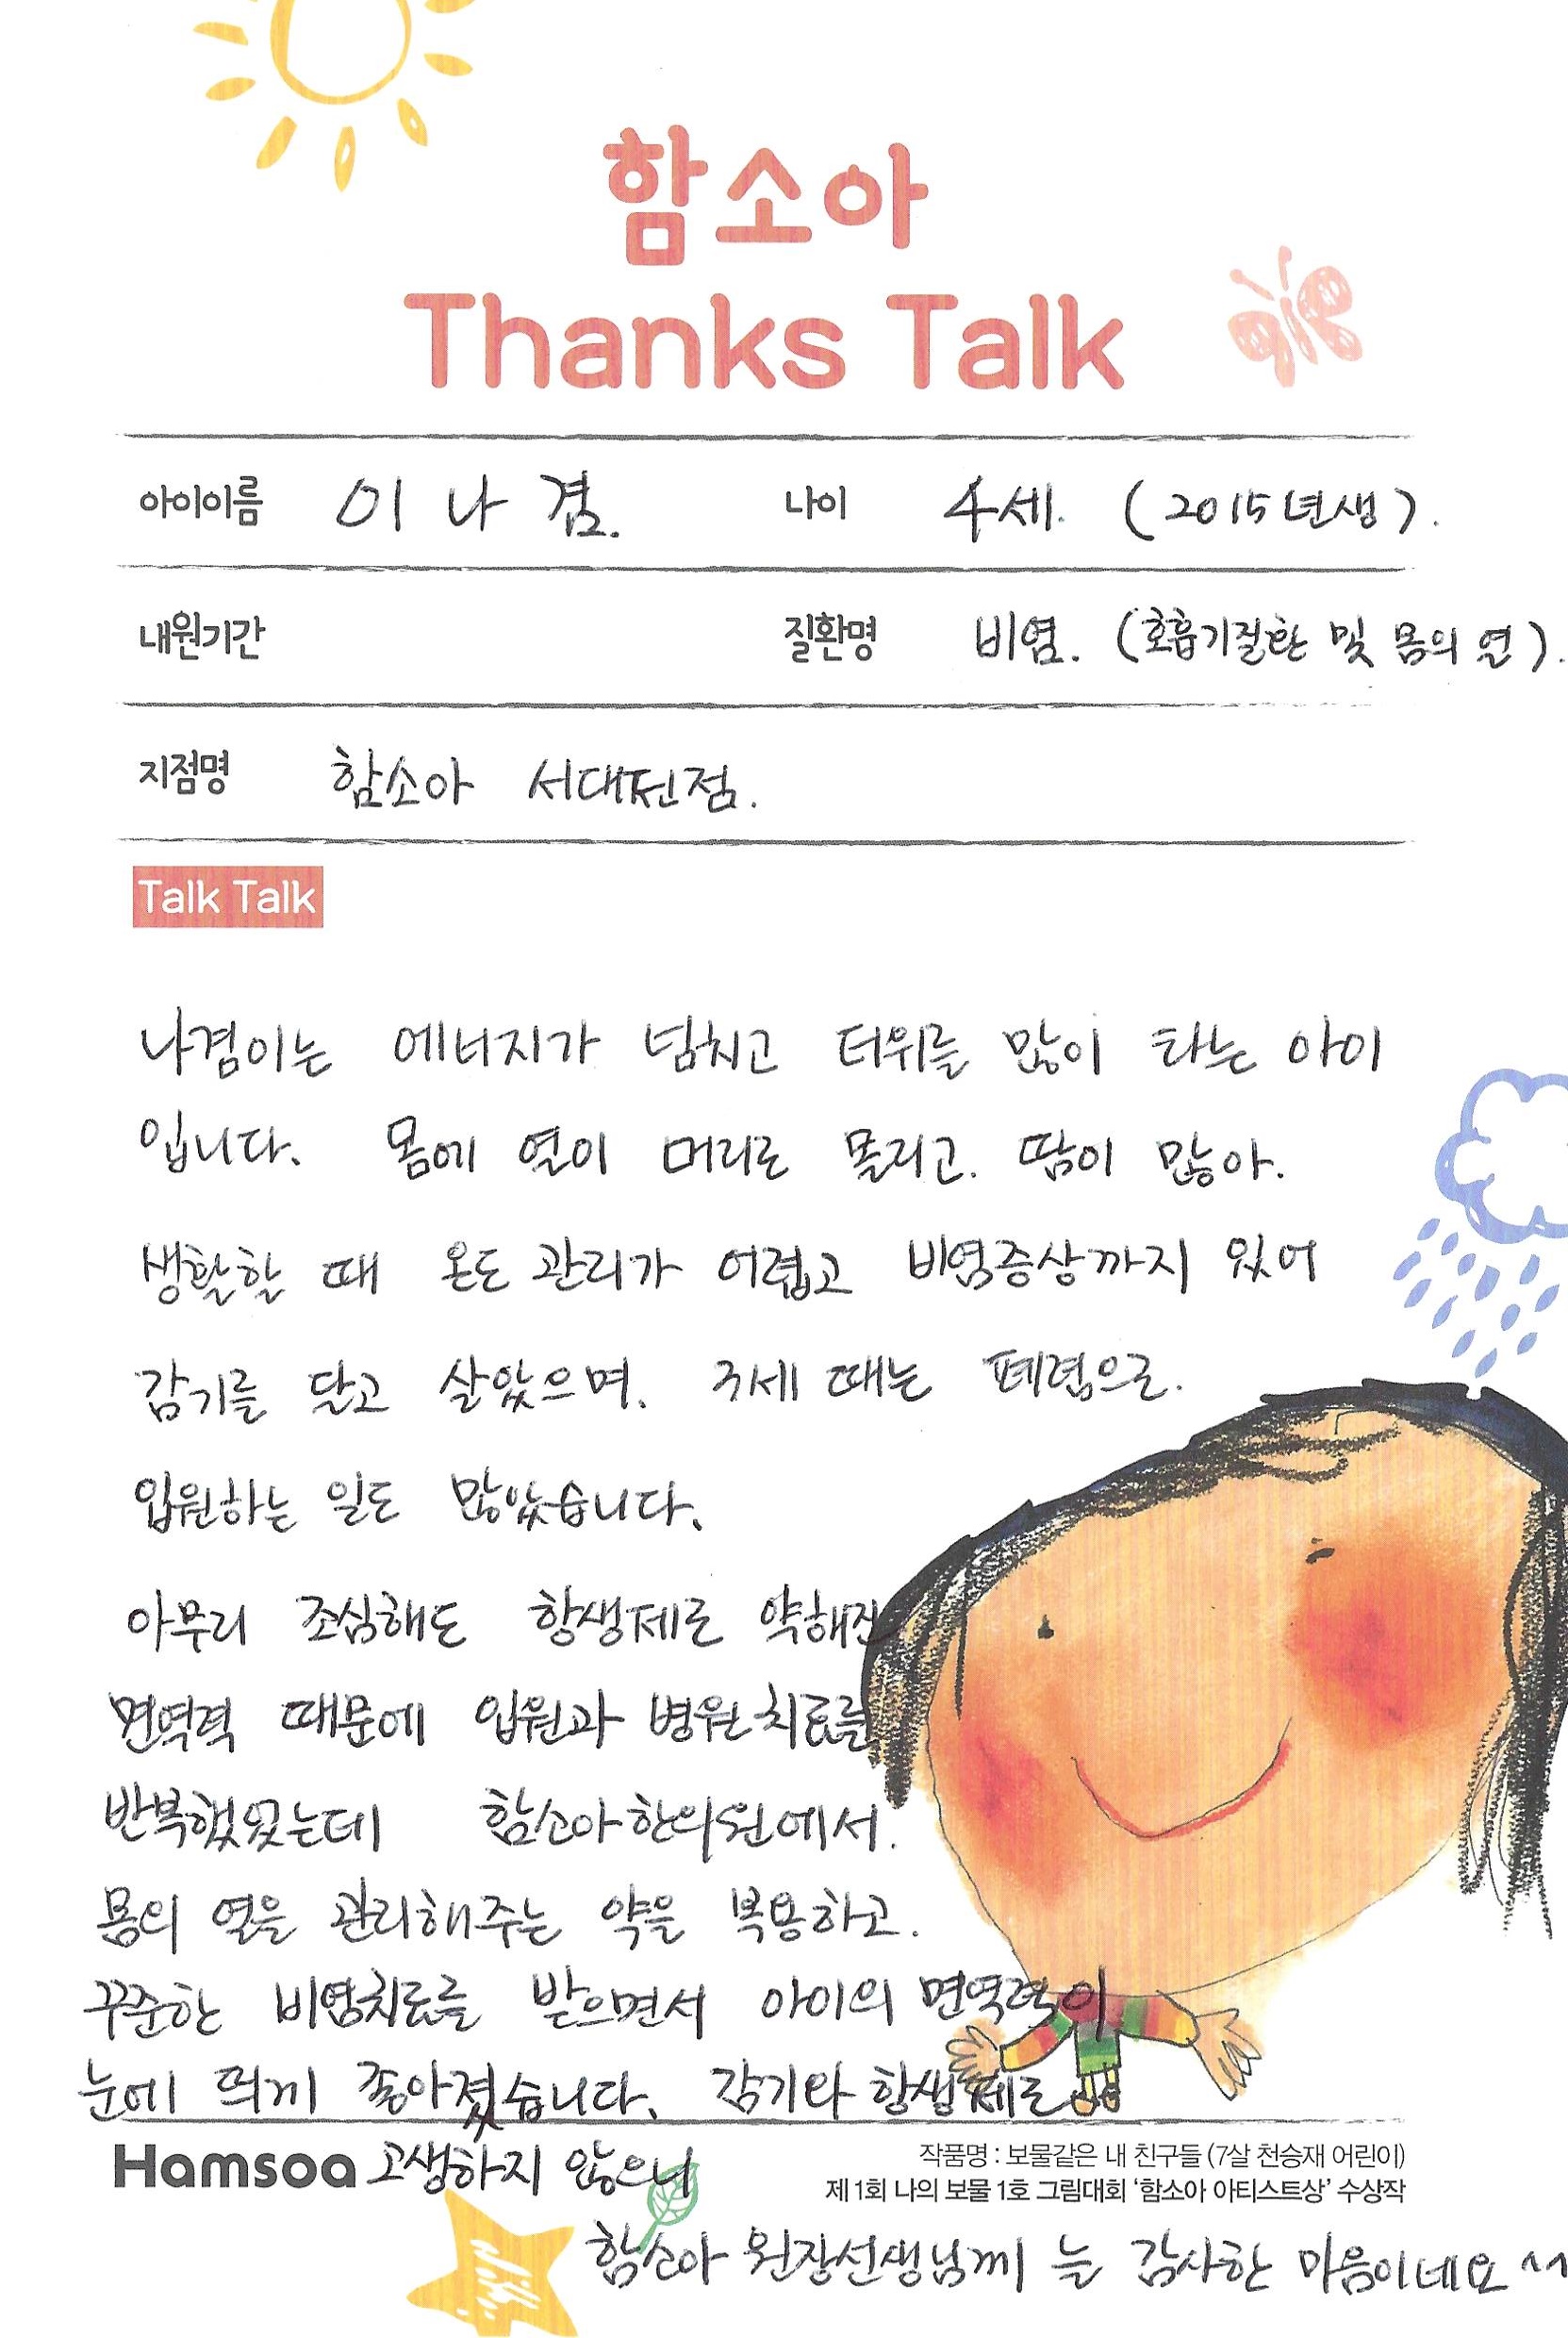 함소아
Thanks Talk
아이이름 이 나 겸. 나이 4세. (2015년생).
내원기간 질환명 비염. (호흡기질환 및 몸의 열).
지점명 함소아 서대전점.
Talk Talk
나겸이는 에너지가 넘치고 더위를 많이 타는 아이
입니다. 몸에 열이 머리로 몰리고. 땀이 많아.
생활할 때 온도 관리가 어렵고 비염증상까지 있어
감기를 달고 살았으며. 3세 때는 폐렴으로.
입원하는 일도 많았습니다.
아무리 조심해도 항생제로 약해진
면역력 때문에 입원과 병원치료를
반복했었는데 함소아한의원에서.
몸의 열을 관리해주는 약을 복용하고.
꾸준한 비염치료를 받으면서 아이의 면역력이
눈에 띄게 좋아졌습니다. 감기와 항생제로
Hamsoa 고생하지 않으니
작품명 : 보물같은 내 친구들 (7살 천승재 어린이)
제 1회 나의 보물 1호 그림대회 '함소아 아티스트상' 수상작
함소아 원장선생님께 늘 감사한 마음이네요 ~~